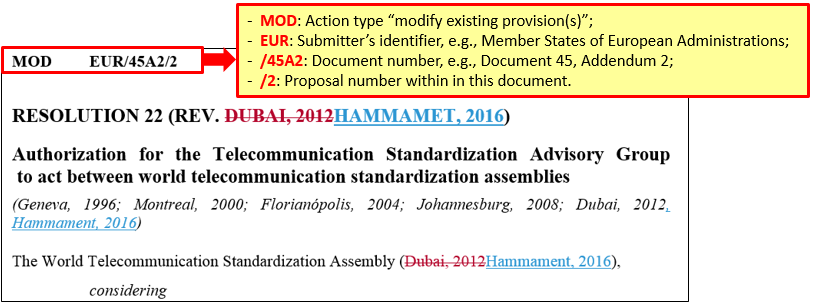 - MOD: Action type “modify existing provision(s)”;
- EUR: Submitter’s identifier, e.g., Member States of European Administrations;
- /45A2: Document number, e.g., Document 45, Addendum 2;
- /2: Proposal number within in this document.
MOD EUR/45A2/2
RESOLUTION 22 (REV. DUBAI, 2012HAMMAMET, 2016)
Authorization for the Telecommunication Standardization Advisory Group
to act between world telecommunication standardization assemblies
(Geneva, 1996; Montreal, 2000; Florianópolis, 2004; Johannesburg, 2008; Dubai, 2012,
Hammament, 2016)
The World Telecommunication Standardization Assembly (Dubai, 2012Hammament, 2016),
considering